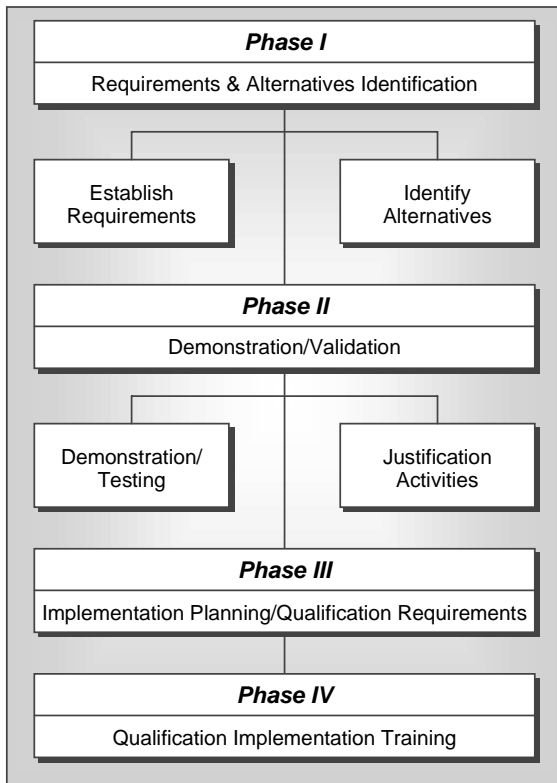 Phase I
Requirements & Alternatives Identification
Establish
Requirements
Identify
Alternatives
Phase II
Demonstration/Validation
Demonstration/
Testing
Justification
Activities
Phase III
Implementation Planning/Qualification Requirements
Phase IV
Qualification Implementation Training